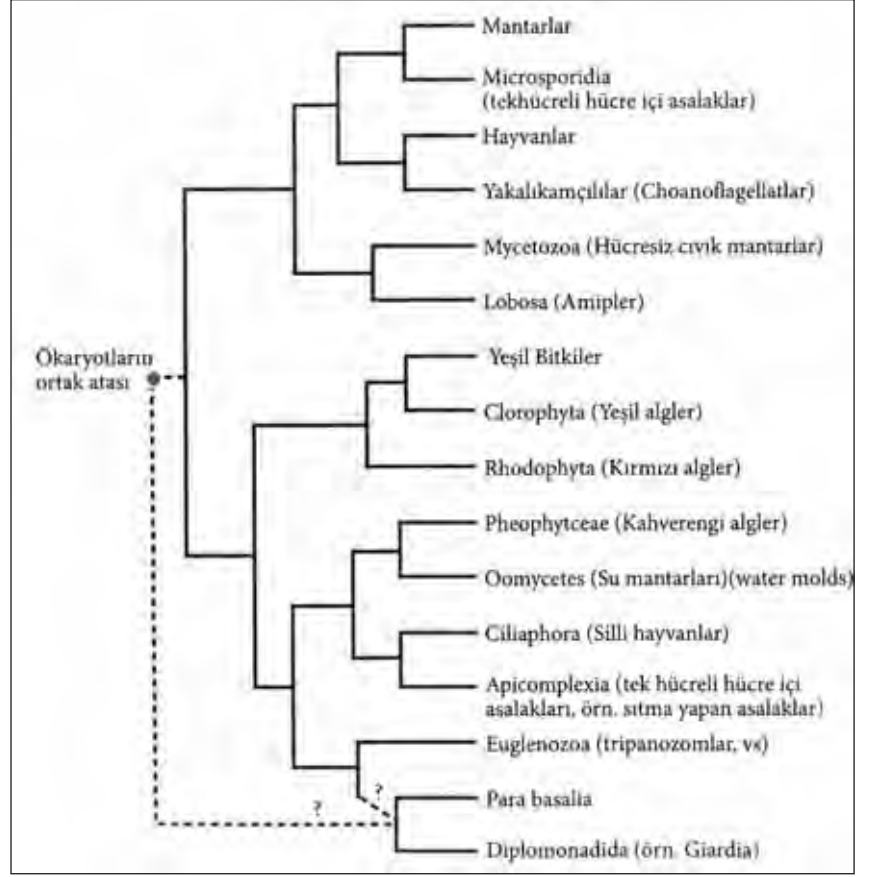 Mantarlar
Microsporidia
(tekhücreli hücre içi asalaklar)
Hayvanlar
Yakalıkamçılılar (Choanoflagellatlar)
Mycetozoa (Hücresiz cıvık mantarlar)
Lobosa (Amipler)
Ökaryotların
ortak atası
Yeşil Bitkiler
Clorophyta (Yeşil algler)
Rhodophyta (Kırmızı algler)
Pheophytceae (Kahverengi algler)
Oomycetes (Su mantarları)(water molds)
Ciliaphora (Silli hayvanlar)
Apicomplexia (tek hücreli hücre içi
asalakları, örn. sıtma yapan asalaklar)
Euglenozoa (tripanozomlar, vs)
?
Para basalia
?
Diplomonadida (örn. Giardia)